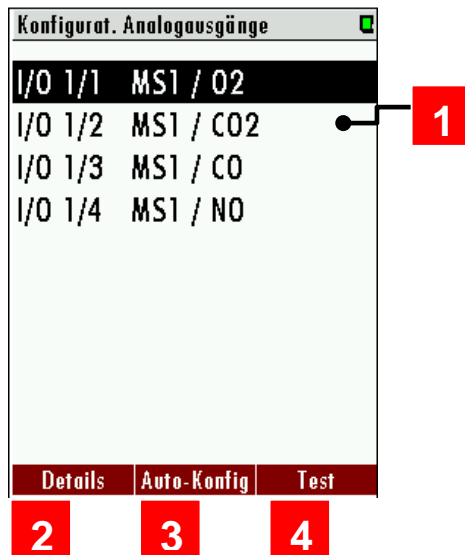 Konfigurat. Analogausgänge
I/O 1/1 MS1 / O2
I/O 1/2 MS1 / CO2
1
I/O 1/3 MS1 / CO
I/O 1/4 MS1 / NO
Details Auto-Konfig Test
2 3 4